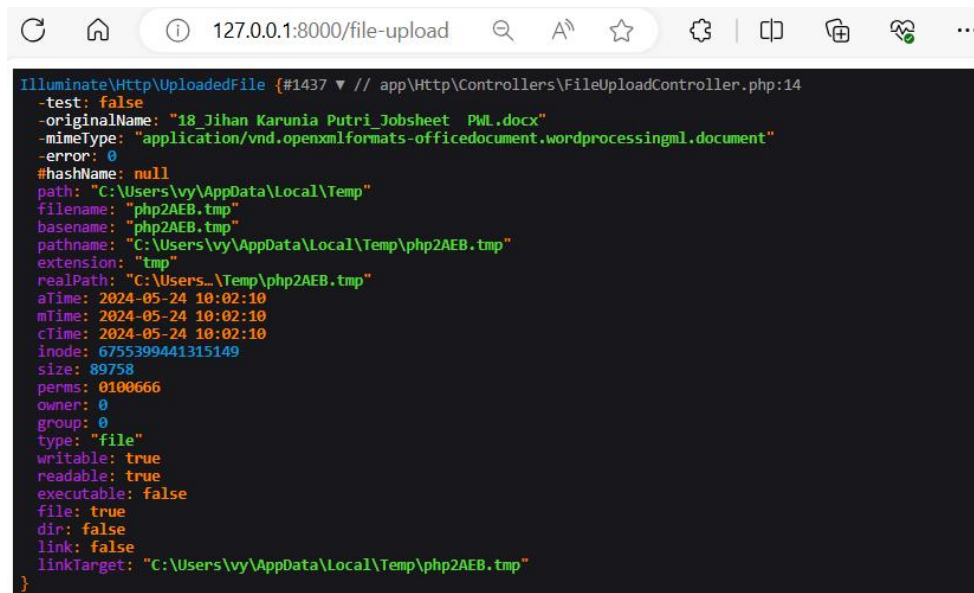 127.0.0.1:8000/file-upload
Illuminate\Http\UploadedFile {#1437 ▼ // app\Http\Controllers\FileUploadController.php:14
-test: false
-originalName: "18_Jihan Karunia Putri_Jobsheet  PWL.docx"
-mimeType: "application/vnd.openxmlformats-officedocument.wordprocessingml.document"
-error: 0
#hashName: null
path: "C:\Users\vy\AppData\Local\Temp"
filename: "php2AEB.tmp"
basename: "php2AEB.tmp"
pathname: "C:\Users\vy\AppData\Local\Temp\php2AEB.tmp"
extension: "tmp"
realPath: "C:\Users…\Temp\php2AEB.tmp"
aTime: 2024-05-24 10:02:10
mTime: 2024-05-24 10:02:10
cTime: 2024-05-24 10:02:10
inode: 6755399441315149
size: 89758
perms: 0100666
owner: 0
group: 0
type: "file"
writable: true
readable: true
executable: false
file: true
dir: false
link: false
linkTarget: "C:\Users\vy\AppData\Local\Temp\php2AEB.tmp"
}